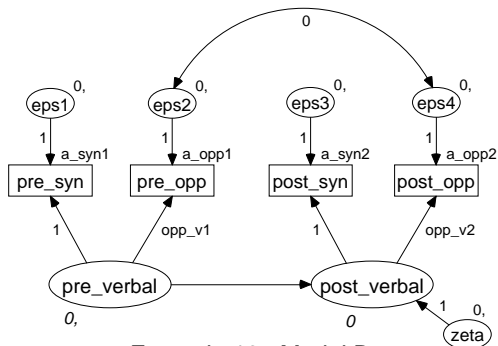 0
0, 0, 0, 0,
eps1 eps2 eps3 eps4
1 1 1 1
a_syn1 a_opp1 a_syn2 a_opp2
pre_syn pre_opp post_syn post_opp
1 opp_v1 1 opp_v2
pre_verbal post_verbal
0, 0
1 0,
zeta